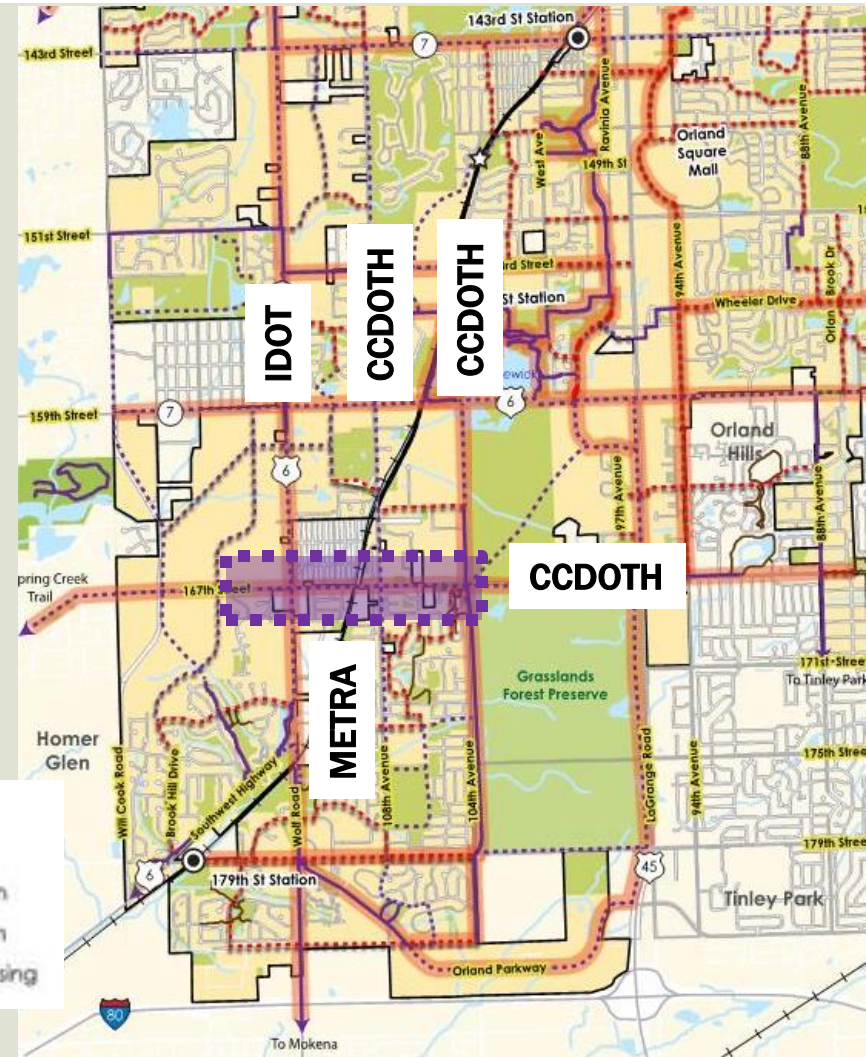 143rd St Station
143rd Street
7
Ravinia Avenue
88th Avenue
Orland
Square
Mall
West Ave
149th St
151st Street
94th Avenue
rd Street
St Station
Brook Dr
Orlan
Wheeler Drive
IDOT
CCDOTH
CCDOTH
159th Street
7
6
6
Orland
Hills
97th Avenue
88th Avenue
pring Creek
Trail
167th Street
CCDOTH
171st Stree
To Tinley Park
Grasslands
Forest Preserve
METRA
Homer
Glen
Will Cook Road
Brook Hill Drive
Southwest Highway
Wolf Road
108th Avenue
104th Avenue
LaGrange Road
94th Avenue
175th Stree
179th Stree
6
179th St Station
45
Tinley Park
sing
Orland Parkway
80
To Mokena